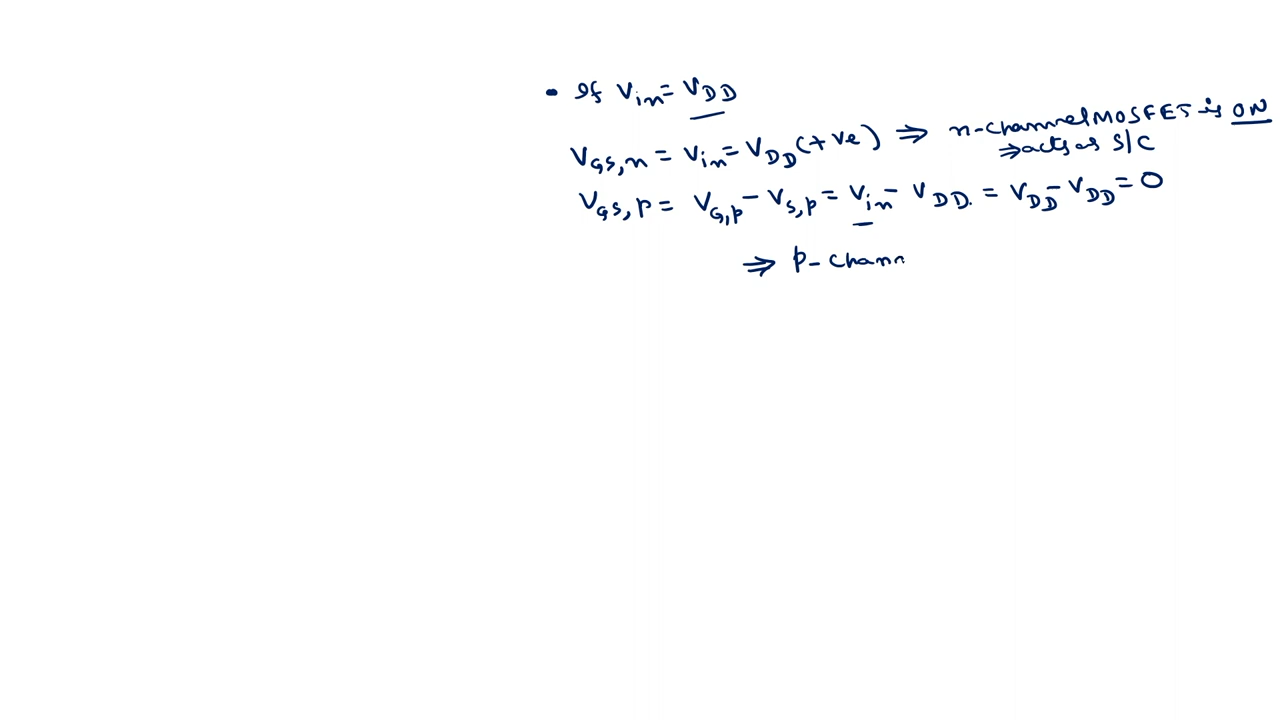 • If Vin = VDD
VGS,n = Vin = VDD (+ve) ⇒ n-channel MOSFET is ON
⇒ acts as S/C
VGS,p = VG,p - VS,p = Vin - VDD. = VDD - VDD = 0
⇒ p-chann